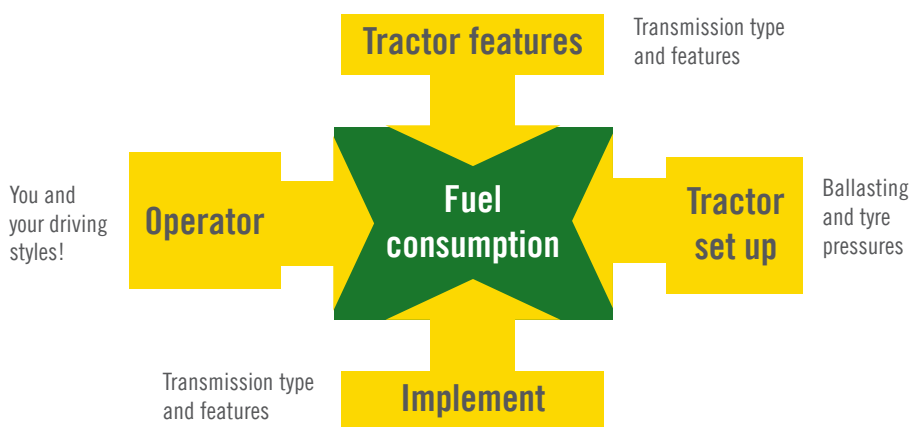 Tractor features
Transmission type
and features
You and
your driving
styles!
Operator
Fuel
consumption
Tractor
set up
Ballasting
and tyre
pressures
Transmission type
and features
Implement